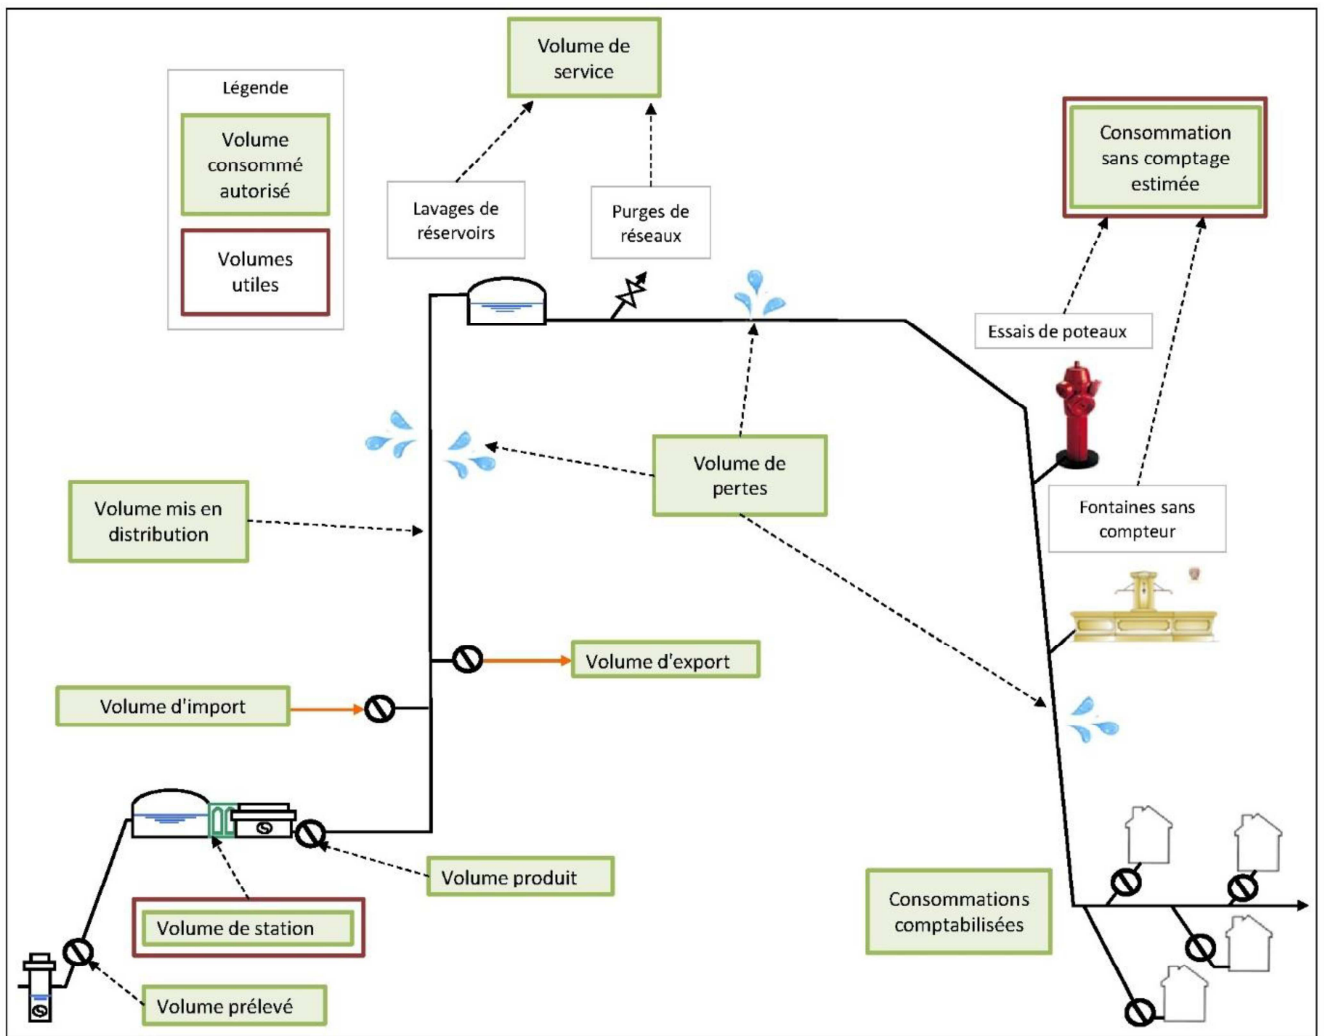 Volume de
service
Légende
Volume
consommé
autorisé
Volumes
utiles
Consommation
sans comptage
estimée
Lavages de
réservoirs
Purges de
réseaux
Essais de poteaux
Volume de
pertes
Volume mis en
distribution
Fontaines sans
compteur
Volume d'export
Volume d'import
Volume produit
Consommations
comptabilisées
Volume de station
Volume prélevé